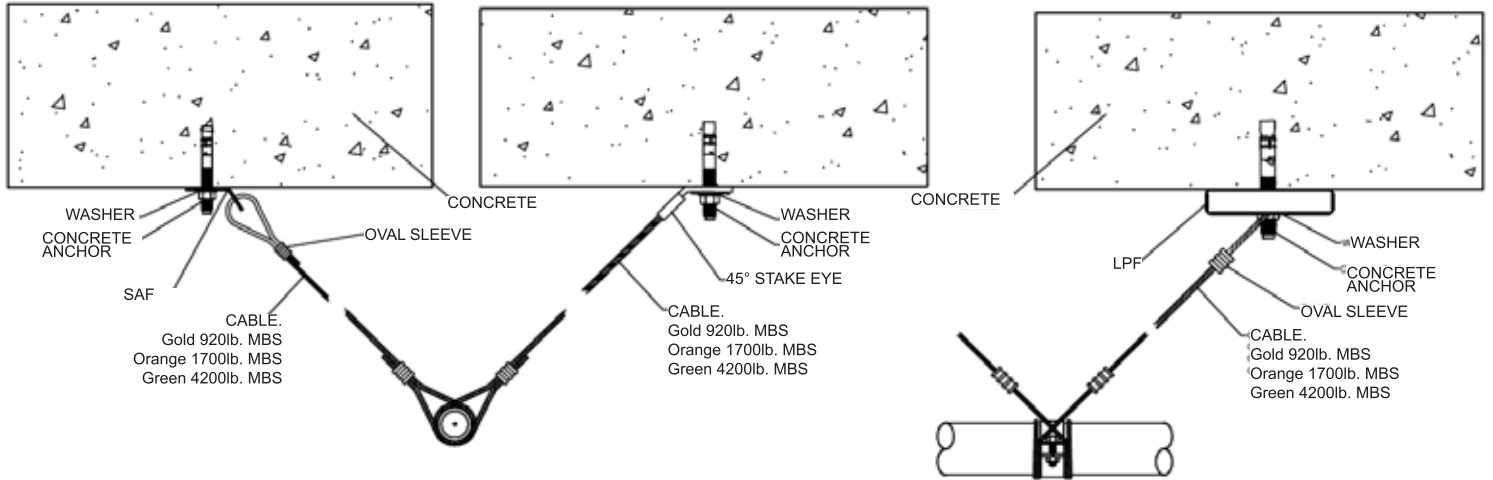 WASHER
CONCRETE
ANCHOR
SAF
CABLE.
Gold 920lb. MBS
Orange 1700lb. MBS
Green 4200lb. MBS
OVAL SLEEVE
CONCRETE
WASHER
CONCRETE
ANCHOR
45° STAKE EYE
CABLE.
Gold 920lb. MBS
Orange 1700lb. MBS
Green 4200lb. MBS
CONCRETE
LPF
WASHER
CONCRETE
ANCHOR
OVAL SLEEVE
CABLE.
Gold 920lb. MBS
Orange 1700lb. MBS
Green 4200lb. MBS